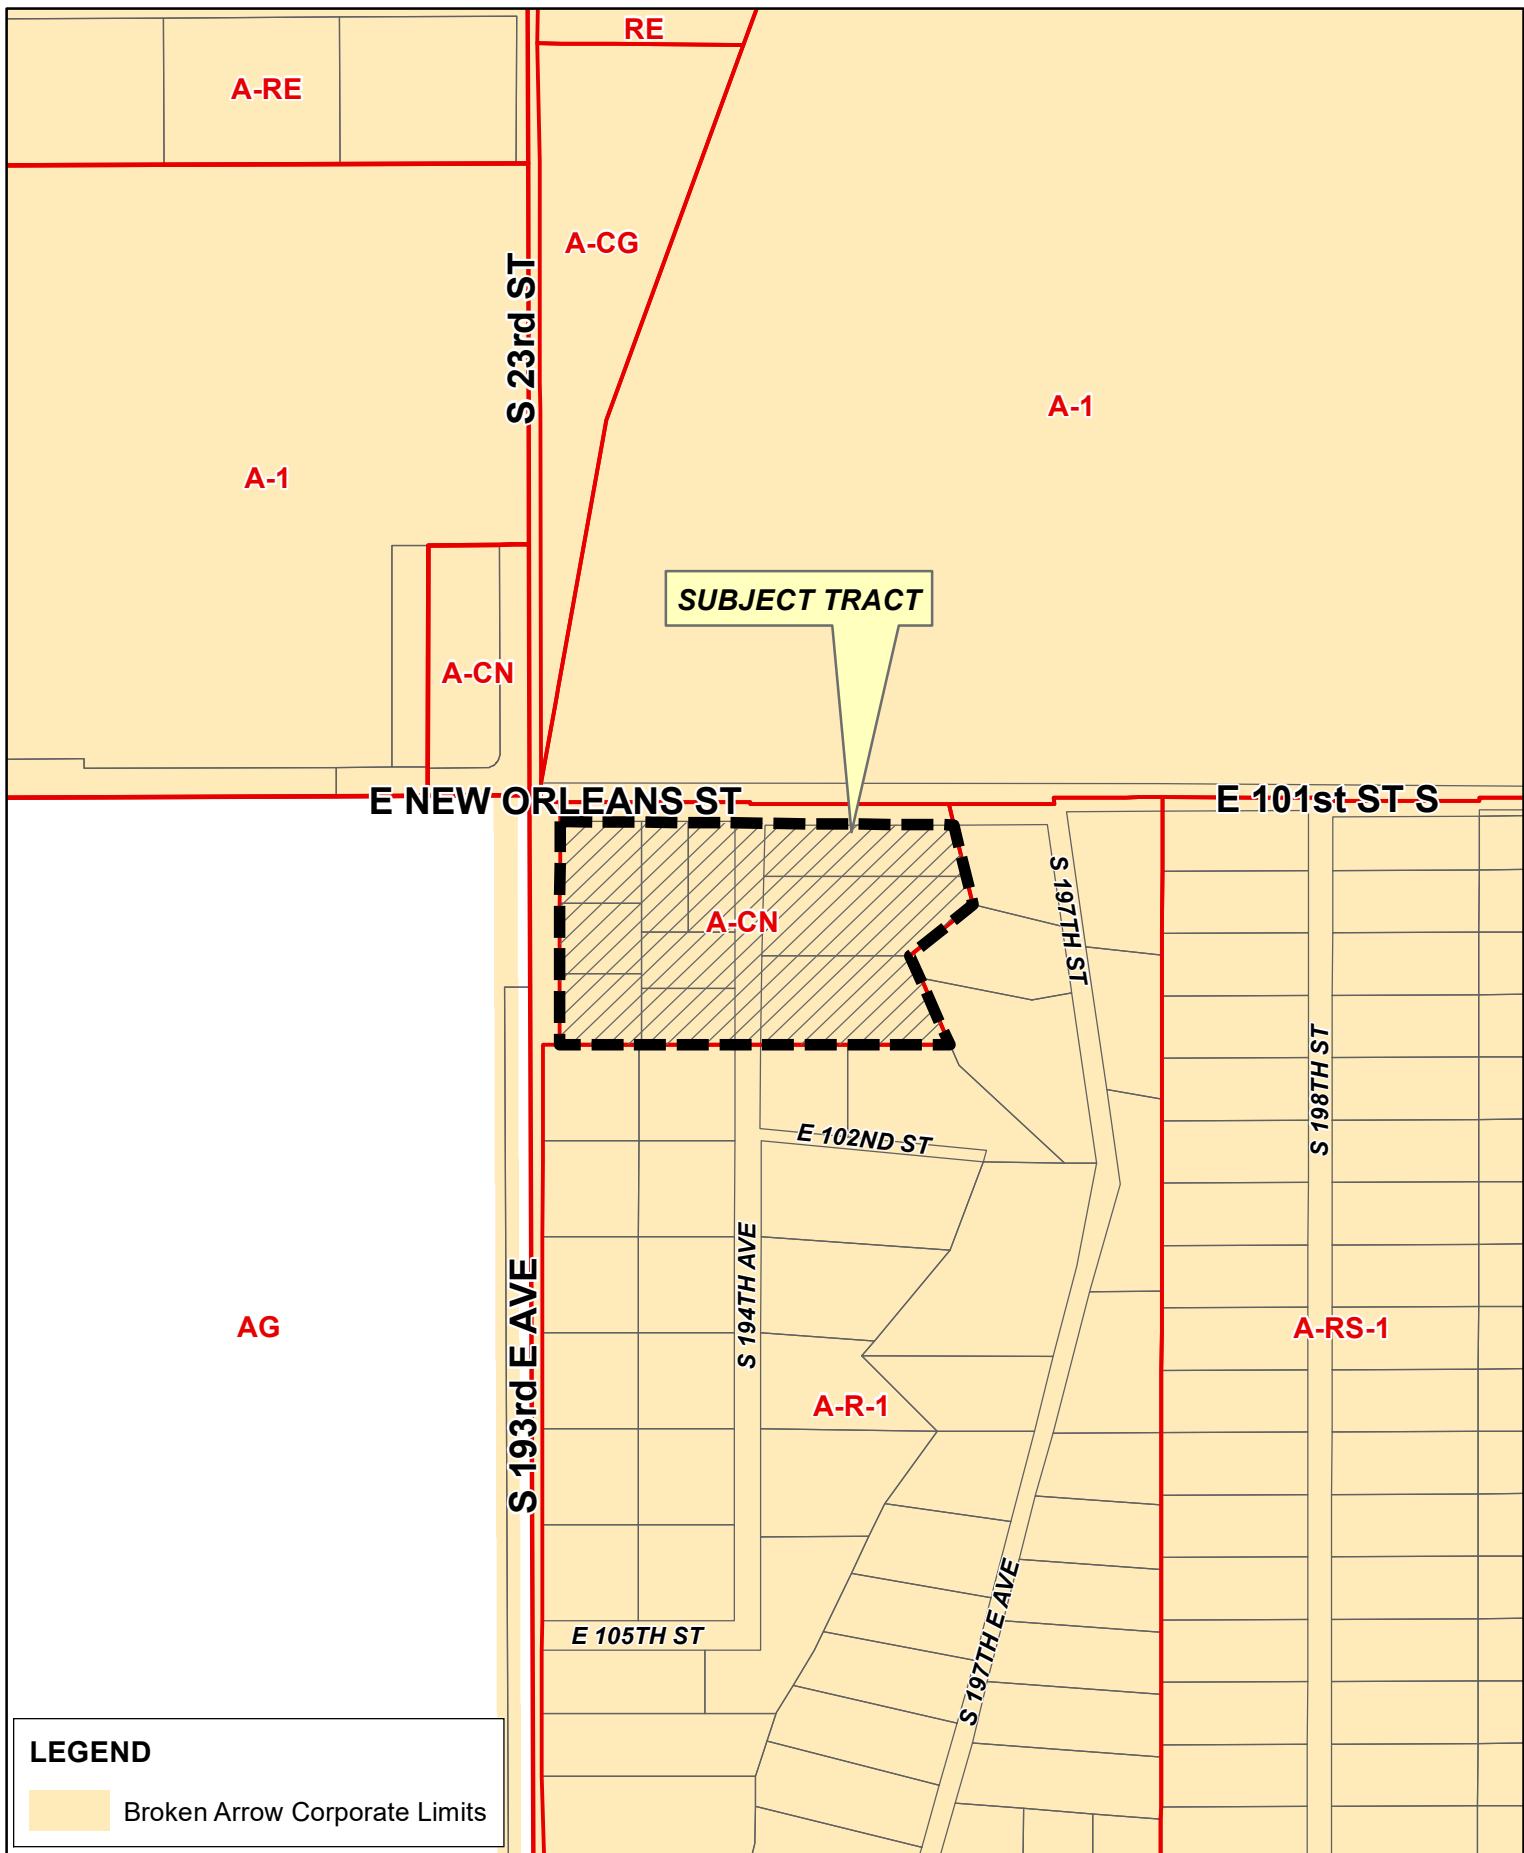 RE
A-RE
A-CG
S 23rd ST
A-1
A-1
SUBJECT TRACT
A-CN
E NEW ORLEANS ST
E 101st ST S
S 197TH ST
A-CN
S 198TH ST
E 102ND ST
S 194TH AVE
S 193rd E AVE
AG
A-RS-1
A-R-1
S 197TH E AVE
E 105TH ST
LEGEND
Broken Arrow Corporate Limits